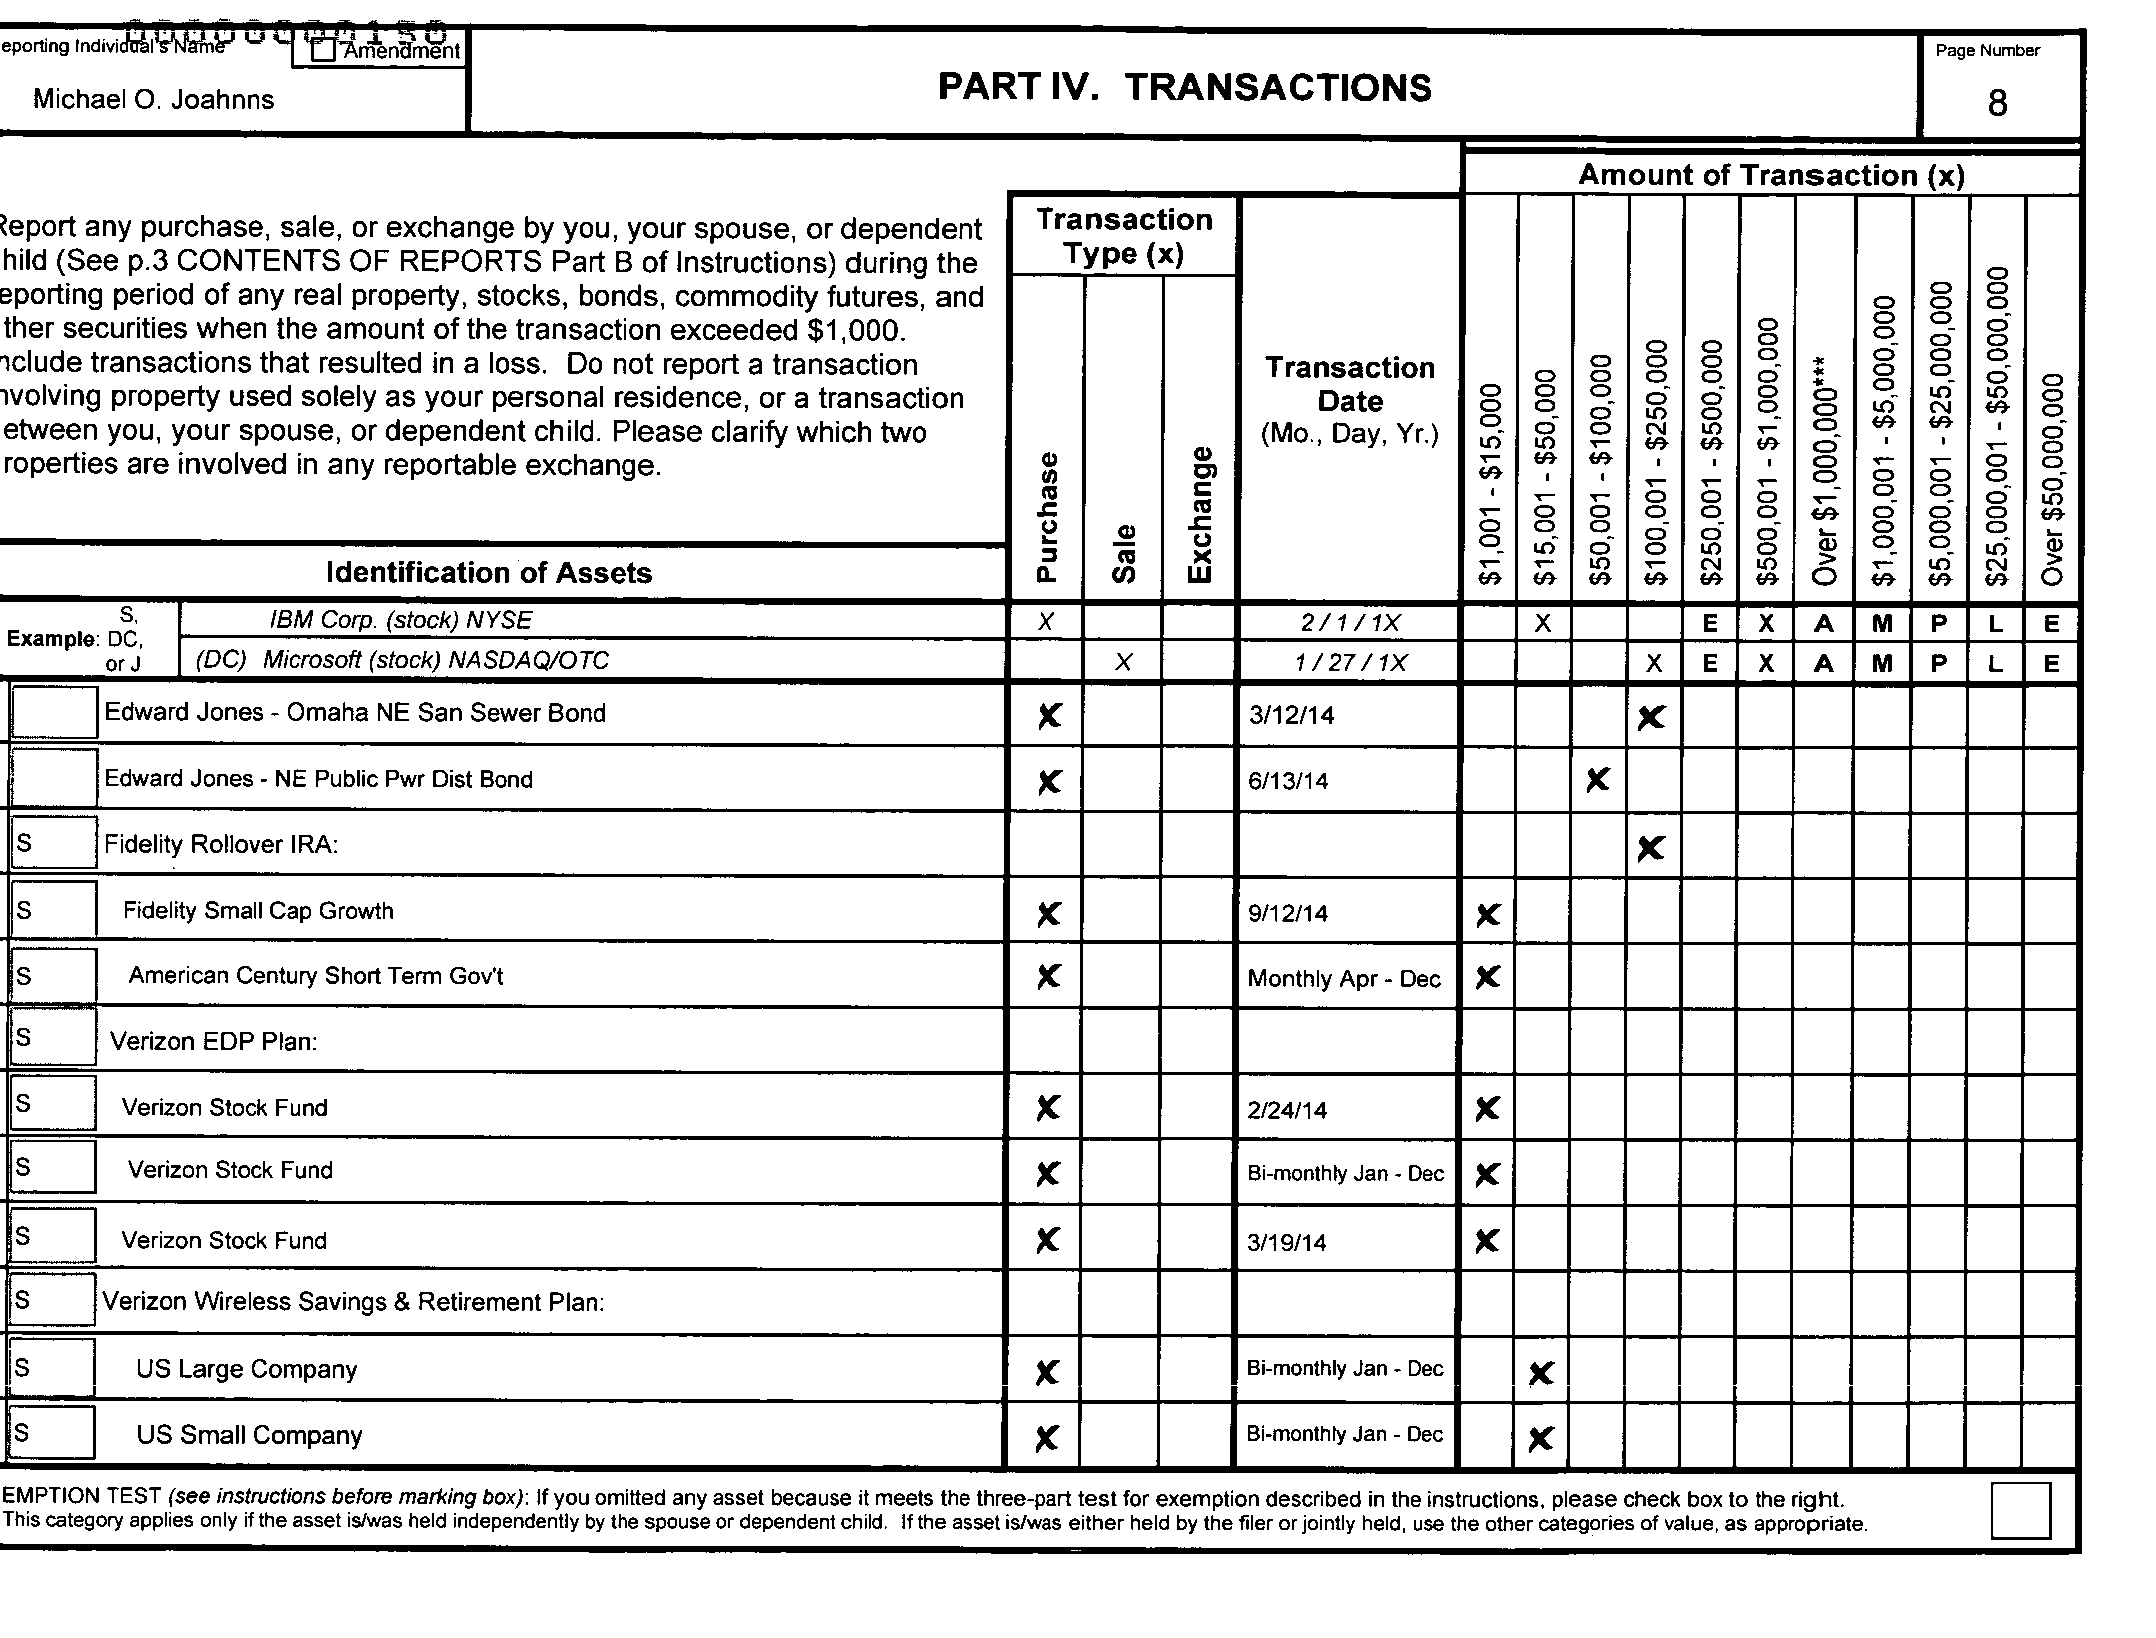 00000000150
eporting Individual's Name
Amendment
Michael O. Joahnns
PART IV. TRANSACTIONS
Page Number
8
Report any purchase, sale, or exchange by you, your spouse, or dependent
hild (See p.3 CONTENTS OF REPORTS Part B of Instructions) during the
eporting period of any real property, stocks, bonds, commodity futures, and
ther securities when the amount of the transaction exceeded $1,000.
nclude transactions that resulted in a loss. Do not report a transaction
nvolving property used solely as your personal residence, or a transaction
etween you, your spouse, or dependent child. Please clarify which two
roperties are involved in any reportable exchange.
Transaction
Type (x)
Purchase
Sale
Exchange
Transaction
Date
(Mo., Day, Yr.)
Amount of Transaction (x)
$1,001 - $15,000
$15,001 - $50,000
$50,001 - $100,000
$100,001 - $250,000
$250,001 - $500,000
$500,001 - $1,000,000
Over $1,000,000***
$1,000,001 - $5,000,000
$5,000,001 - $25,000,000
$25,000,001 - $50,000,000
Over $50,000,000
Identification of Assets
Example: S, DC, or J
IBM Corp. (stock) NYSE X 2 / 1 / 1X X E X A M P L E
(DC) Microsoft (stock) NASDAQ/OTC X 1 / 27 / 1X X E X A M P L E
Edward Jones - Omaha NE San Sewer Bond X 3/12/14 X
Edward Jones - NE Public Pwr Dist Bond X 6/13/14 X
S Fidelity Rollover IRA: X
S Fidelity Small Cap Growth X 9/12/14 X
S American Century Short Term Gov't X Monthly Apr - Dec X
S Verizon EDP Plan:
S Verizon Stock Fund X 2/24/14 X
S Verizon Stock Fund X Bi-monthly Jan - Dec X
S Verizon Stock Fund X 3/19/14 X
S Verizon Wireless Savings & Retirement Plan:
S US Large Company X Bi-monthly Jan - Dec X
S US Small Company X Bi-monthly Jan - Dec X
EMPTION TEST (see instructions before marking box): If you omitted any asset because it meets the three-part test for exemption described in the instructions, please check box to the right.
This category applies only if the asset is/was held independently by the spouse or dependent child. If the asset is/was either held by the filer or jointly held, use the other categories of value, as appropriate.